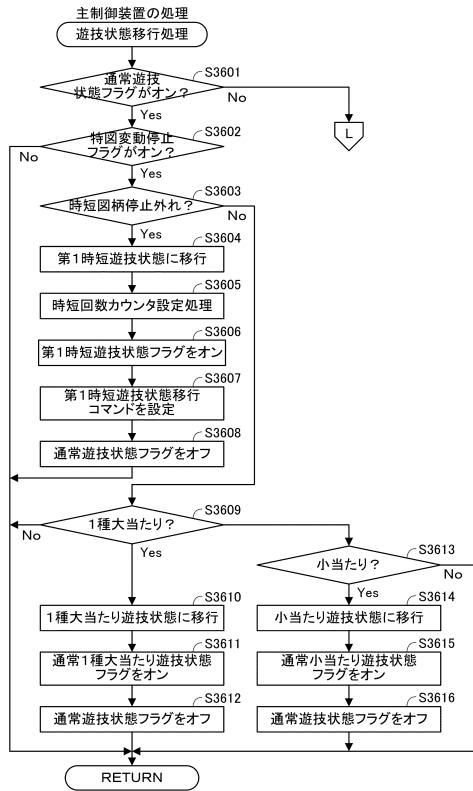 主制御装置の処理
遊技状態移行処理
S3601
通常遊技
状態フラグがオン？
No
Yes
L
S3602
特図変動停止
フラグがオン？
No
Yes
S3603
時短図柄停止外れ？
No
Yes
S3604
第1時短遊技状態に移行
S3605
時短回数カウンタ設定処理
S3606
第1時短遊技状態フラグをオン
S3607
第1時短遊技状態移行
コマンドを設定
S3608
通常遊技状態フラグをオフ
S3609
1種大当たり？
No
Yes
S3613
小当たり？
No
Yes
S3610
1種大当たり遊技状態に移行
S3611
通常1種大当たり遊技状態
フラグをオン
S3612
通常遊技状態フラグをオフ
S3614
小当たり遊技状態に移行
S3615
通常小当たり遊技状態
フラグをオン
S3616
通常遊技状態フラグをオフ
RETURN